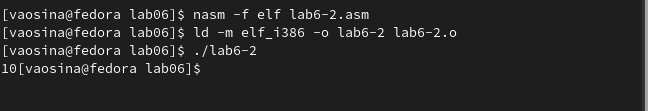 [vaosina@fedora lab06]$ nasm -f elf lab6-2.asm
[vaosina@fedora lab06]$ ld -m elf_i386 -o lab6-2 lab6-2.o
[vaosina@fedora lab06]$ ./lab6-2
10[vaosina@fedora lab06]$